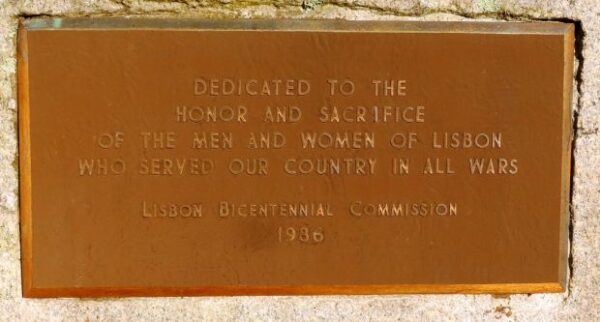 DEDICATED TO THE
HONOR AND SACRIFICE
OF THE MEN AND WOMEN OF LISBON
WHO SERVED OUR COUNTRY IN ALL WARS
LISBON BICENTENNIAL COMMISSION
1986